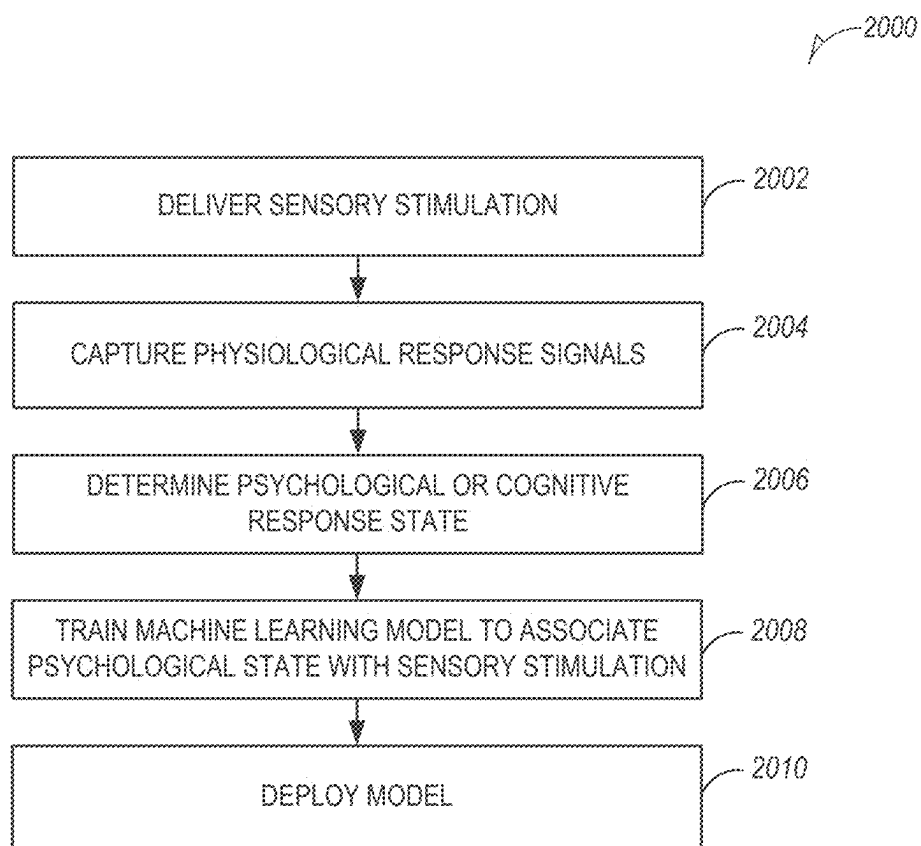 2000
DELIVER SENSORY STIMULATION
2002
CAPTURE PHYSIOLOGICAL RESPONSE SIGNALS
2004
DETERMINE PSYCHOLOGICAL OR COGNITIVE
RESPONSE STATE
2006
TRAIN MACHINE LEARNING MODEL TO ASSOCIATE
PSYCHOLOGICAL STATE WITH SENSORY STIMULATION
2008
DEPLOY MODEL
2010